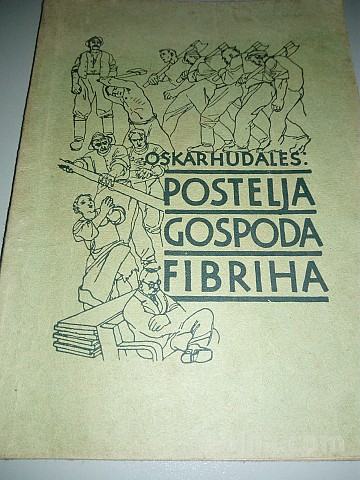 OSKAR HUDALES:
POSTELJA
GOSPODA
FIBRIHA